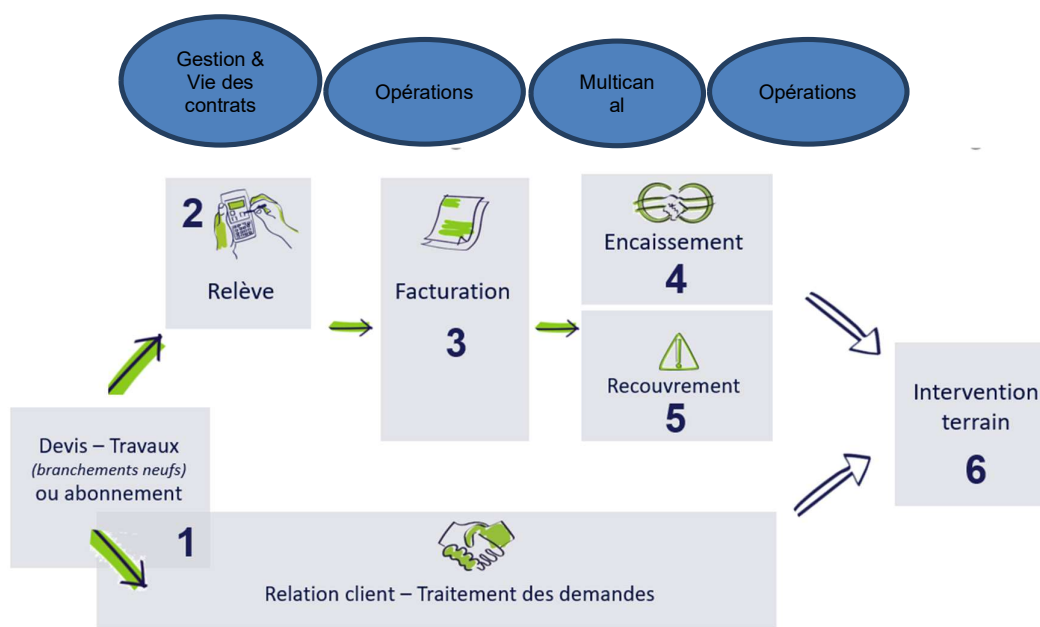 Gestion &
Vie des
contrats
Opérations
Multican
al
Opérations
2
Relève
Facturation
3
Encaissement
4
Recouvrement
5
Intervention
terrain
6
Devis – Travaux
(branchements neufs)
ou abonnement
1
Relation client – Traitement des demandes